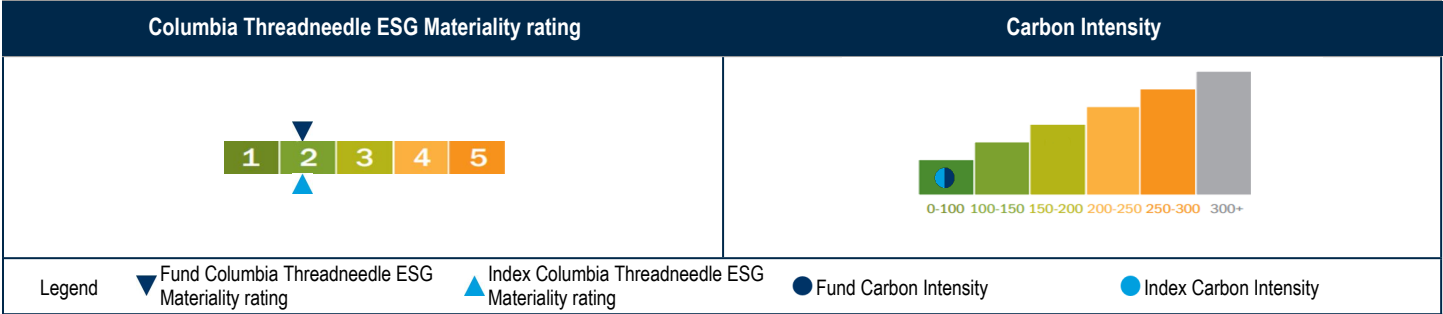 Columbia Threadneedle ESG Materiality rating
Carbon Intensity
1 2 3 4 5
0-100 100-150 150-200 200-250 250-300 300+
Legend
Fund Columbia Threadneedle ESG
Materiality rating
Index Columbia Threadneedle ESG
Materiality rating
Fund Carbon Intensity
Index Carbon Intensity